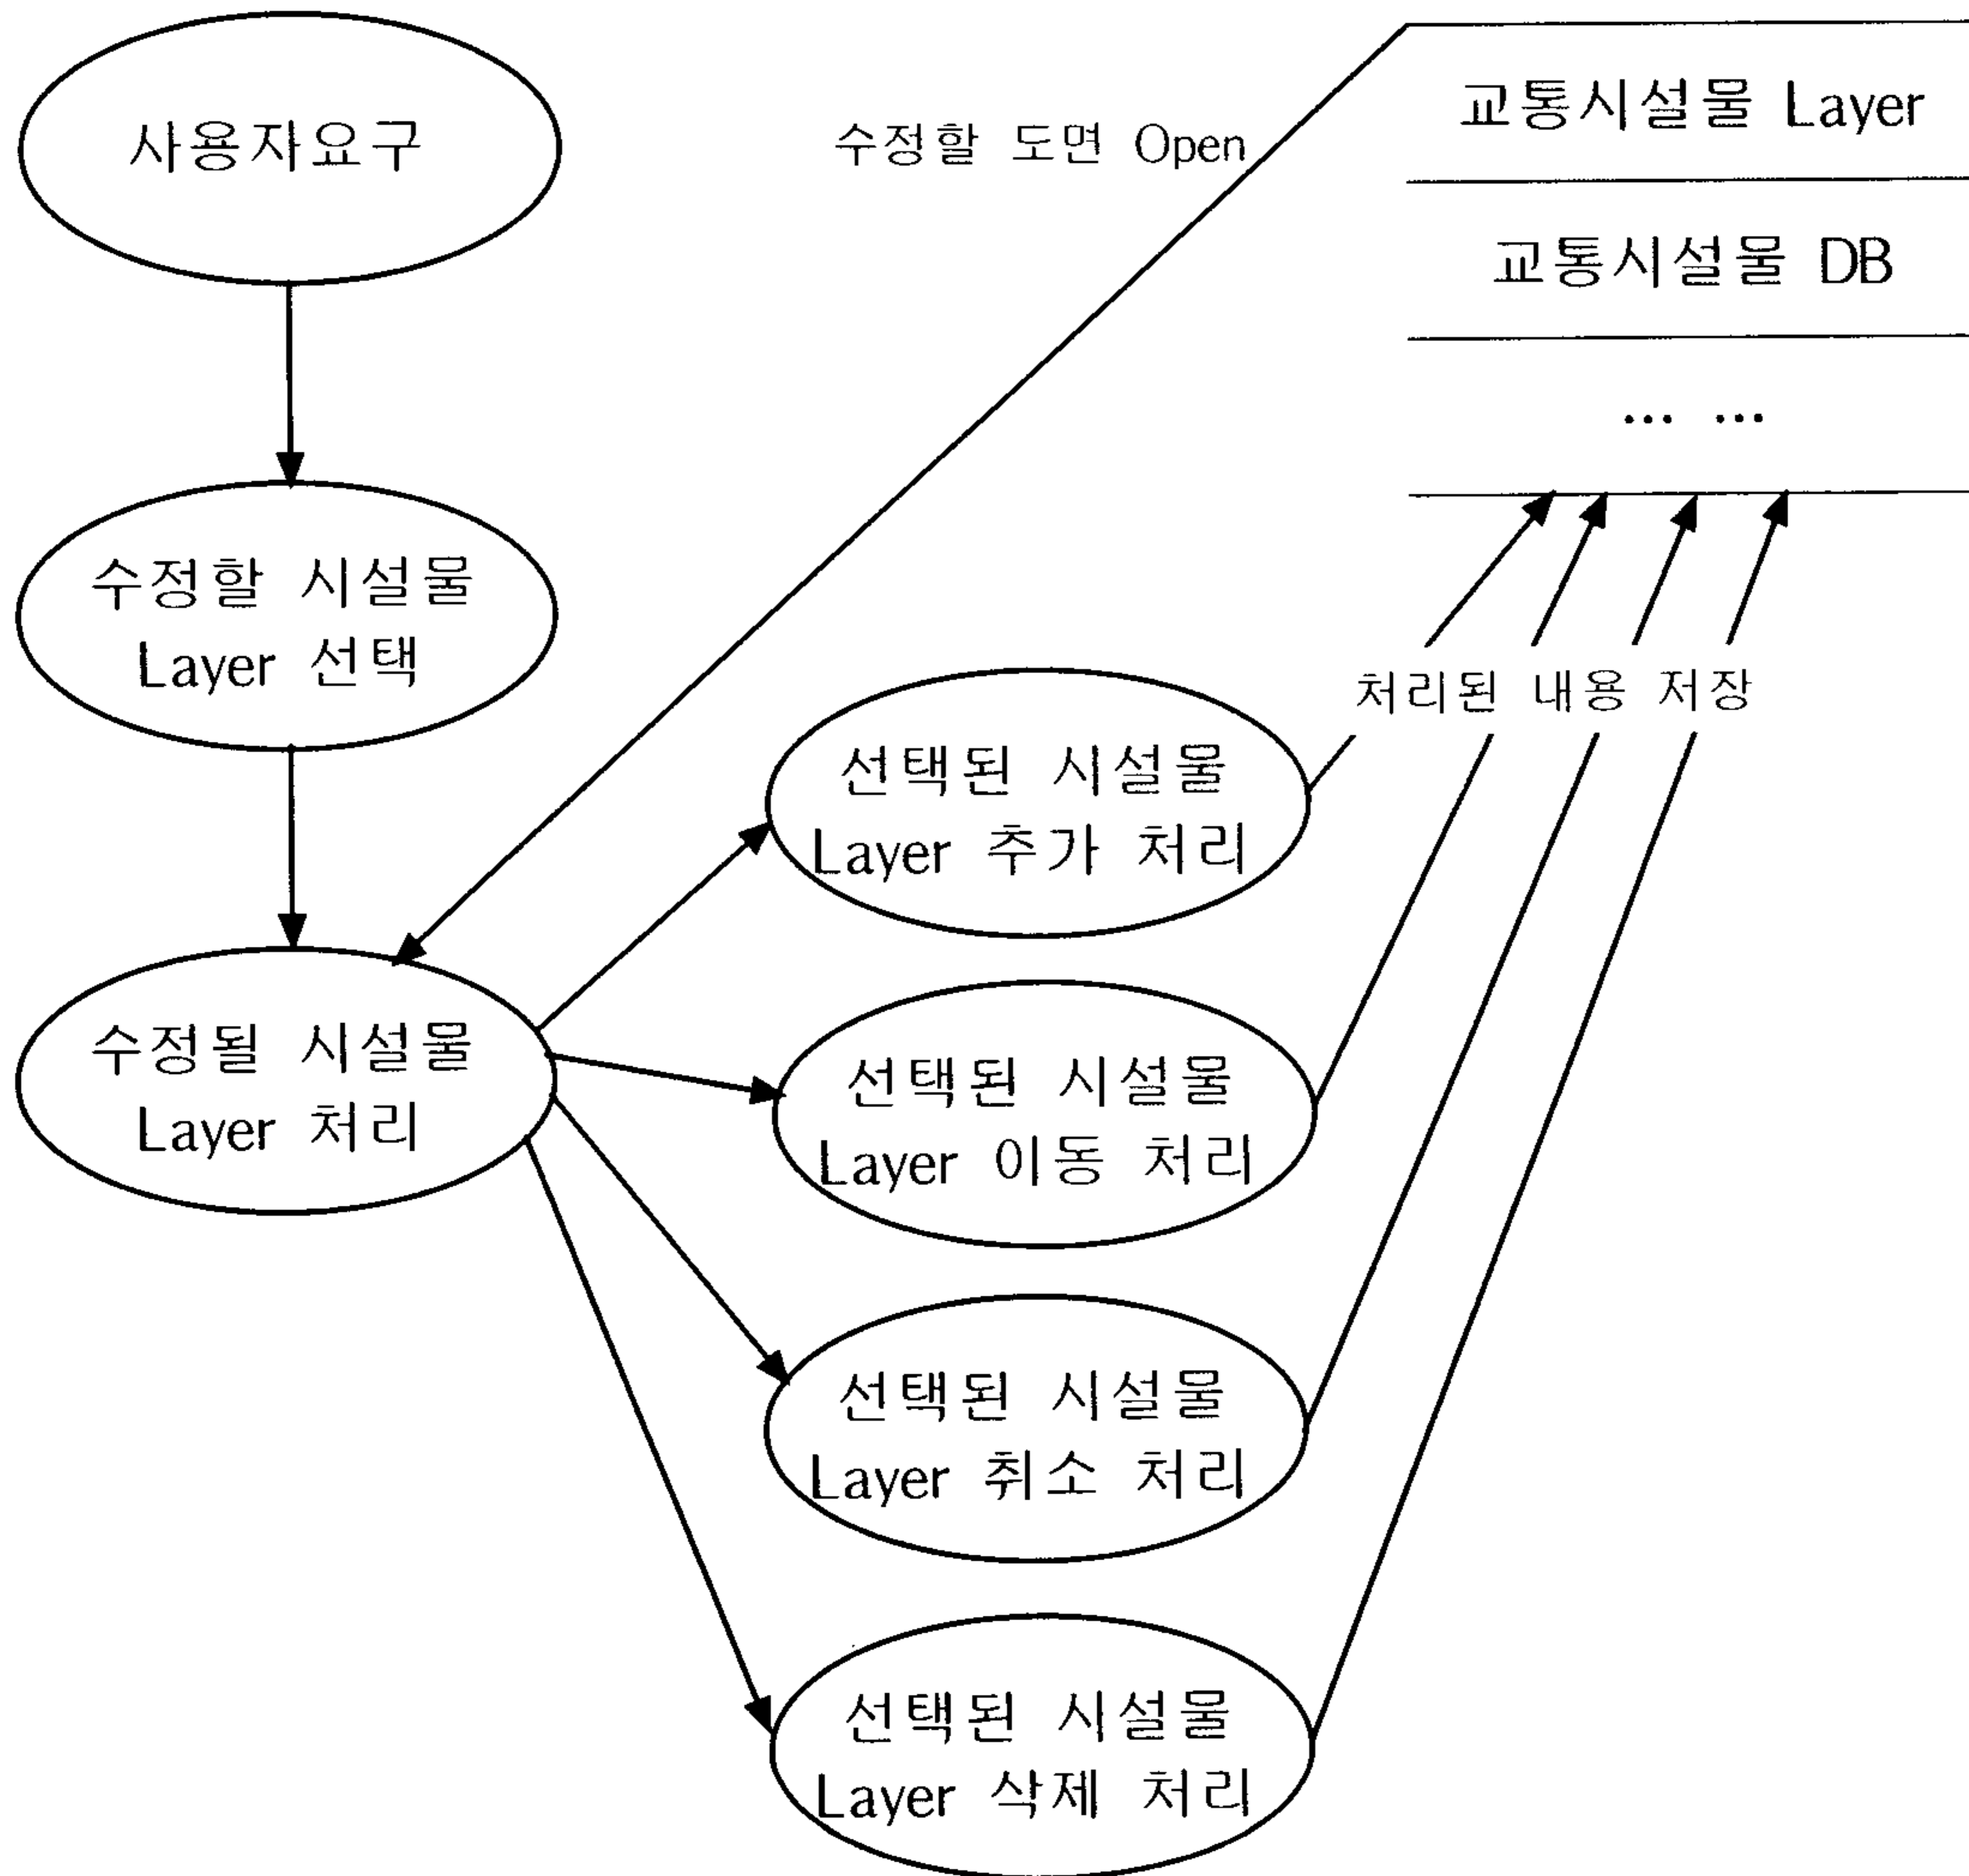 사용자요구
수정할 도면 Open
교통시설물 Layer
교통시설물 DB
... ...
수정할 시설물
Layer 선택
처리된 내용 저장
선택된 시설물
Layer 추가 처리
수정될 시설물
Layer 처리
선택된 시설물
Layer 이동 처리
선택된 시설물
Layer 취소 처리
선택된 시설물
Layer 삭제 처리